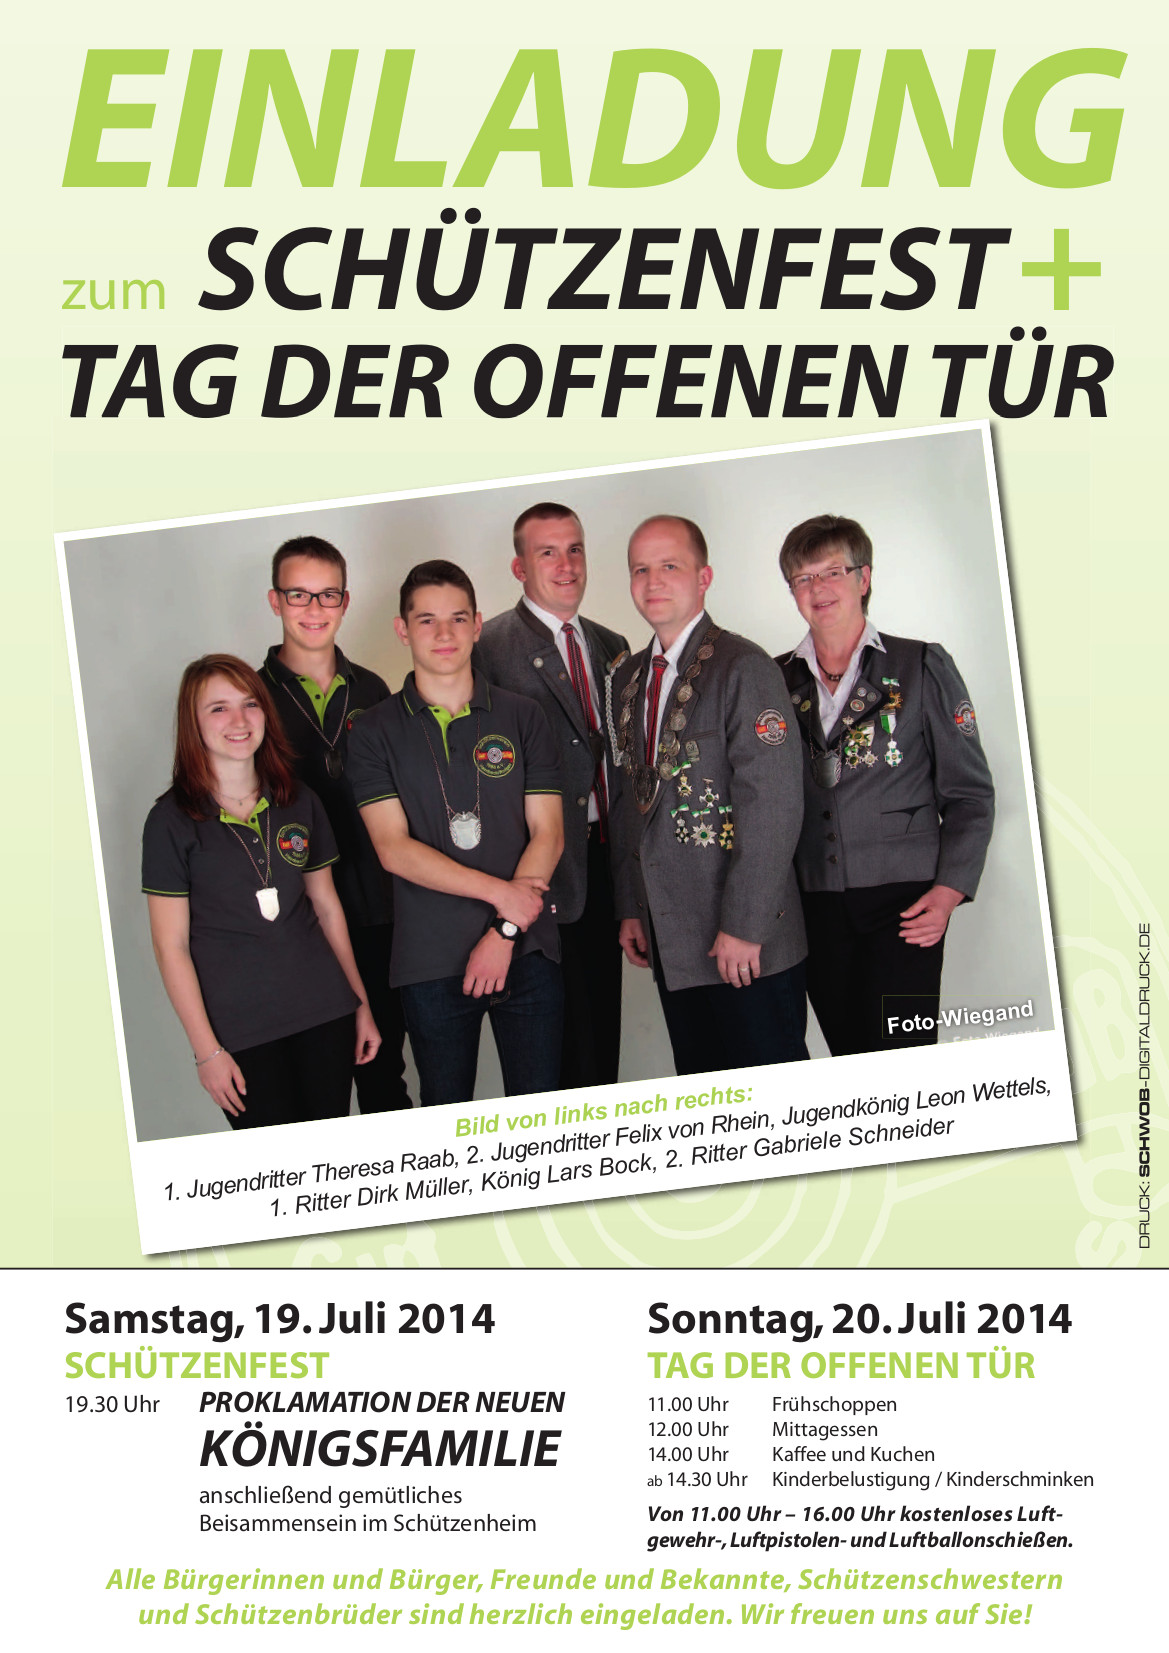 EINLADUNG
zum SCHÜTZENFEST+
TAG DER OFFENEN TÜR
Foto-Wiegand
Bild von links nach rechts:
1. Jugendritter Theresa Raab, 2. Jugendritter Felix von Rhein, Jugendkönig Leon Wettels,
1. Ritter Dirk Müller, König Lars Bock, 2. Ritter Gabriele Schneider
DRUCK: SCHWOB-DIGITALDRUCK.DE
Samstag, 19. Juli 2014
SCHÜTZENFEST
19.30 Uhr PROKLAMATION DER NEUEN
KÖNIGSFAMILIE
anschließend gemütliches
Beisammensein im Schützenheim
Sonntag, 20. Juli 2014
TAG DER OFFENEN TÜR
11.00 Uhr Frühschoppen
12.00 Uhr Mittagessen
14.00 Uhr Kaffee und Kuchen
ab 14.30 Uhr Kinderbelustigung / Kinderschminken
Von 11.00 Uhr – 16.00 Uhr kostenloses Luft-
gewehr-, Luftpistolen- und Luftballonschießen.
Alle Bürgerinnen und Bürger, Freunde und Bekannte, Schützenschwestern
und Schützenbrüder sind herzlich eingeladen. Wir freuen uns auf Sie!